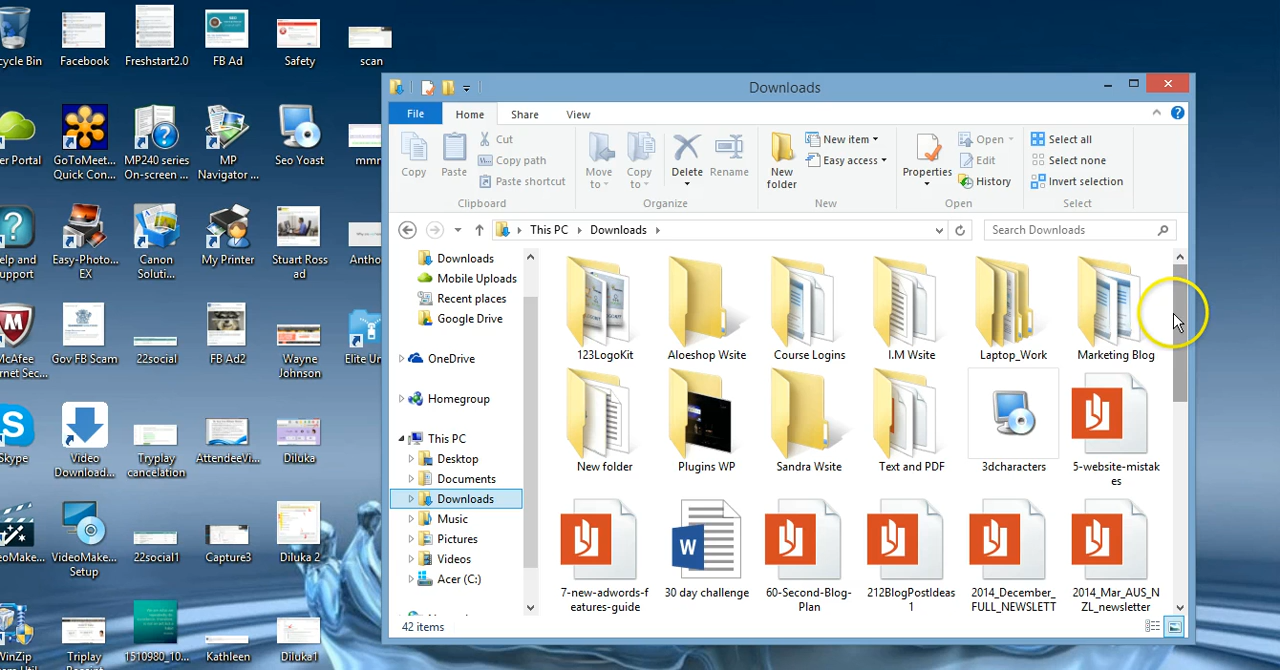 cycle Bin
Facebook
Freshstart2.0
FB Ad
Safety
scan
er Portal
GoToMeet...
Quick Con...
MP240 series
On-screen ...
MP
Navigator ...
Seo Yoast
mmr
elp and
upport
Easy-Photo...
EX
Canon
Soluti...
My Printer
Stuart Ross
ad
Antho
McAfee
rnet Sec...
Gov FB Scam
22social
FB Ad2
Wayne
Johnson
Elite Un
Skype
Video
Download...
Tryplay
cancelation
AttendeeVi...
Diluka
deoMake...
VideoMake...
Setup
22social1
Capture3
Diluka 2
WinZip
Triplay
1510980_10...
Kathleen
Diluka1
Downloads
File
Home
Share
View
Copy
Paste
Cut
Copy path
Paste shortcut
Clipboard
Move
to
Copy
to
Delete
Rename
Organize
New
folder
New item
Easy access
New
Properties
Open
Edit
History
Open
Select all
Select none
Invert selection
Select
This PC
Downloads
Search Downloads
Downloads
Mobile Uploads
Recent places
Google Drive
OneDrive
Homegroup
This PC
Desktop
Documents
Downloads
Music
Pictures
Videos
Acer (C:)
123LogoKit
Aloeshop Wsite
Course Logins
I.M Wsite
Laptop_Work
Marketing Blog
New folder
Plugins WP
Sandra Wsite
Text and PDF
3dcharacters
5-website-mistak
es
7-new-adwords-f
eatures-guide
30 day challenge
60-Second-Blog-
Plan
212BlogPostIdeas
1
2014_December_
FULL_NEWSLETT
2014_Mar_AUS_N
ZL_newsletter
42 items